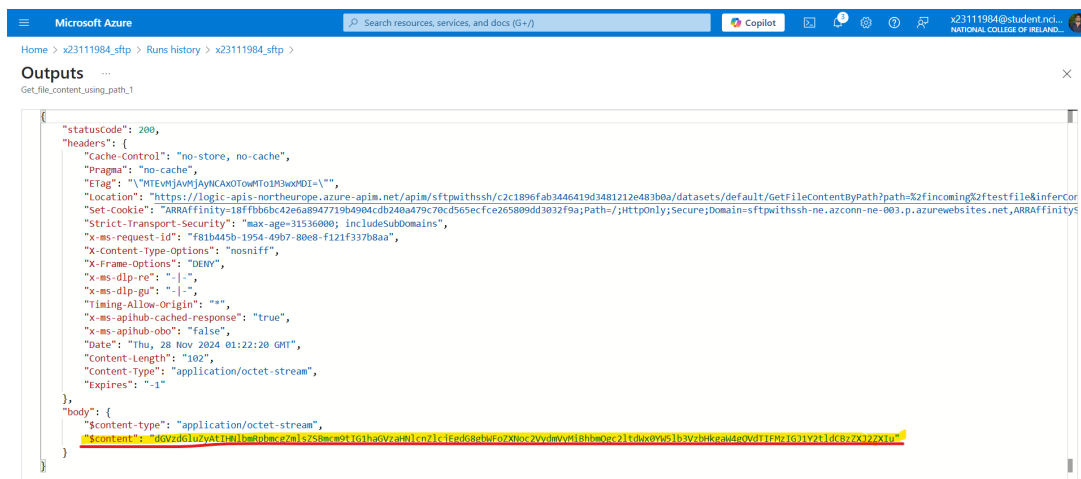 Microsoft Azure
Search resources, services, and docs (G+/)
Copilot
3
x23111984@student.nci...
NATIONAL COLLEGE OF IRELAND...
Home > x23111984_sftp > Runs history > x23111984_sftp >
Outputs ...
Get_file_content_using_path_1
{
"statusCode": 200,
"headers": {
"Cache-Control": "no-store, no-cache",
"Pragma": "no-cache",
"ETag": "\"MTEvMjAvMjAyNCAxOTowMTo1M3wxMDI=\"",
"Location": "https://logic-apis-northeurope.azure-apim.net/apim/sftpwithssh/c2c1896fab3446419d3481212e483b0a/datasets/default/GetFileContentByPath?path=%2fincoming%2ftestfile&inferCon
"Set-Cookie": "ARRAffinity=18ffbb6bc42e6a8947719b4904cdb240a479c70cd565ecfce265809dd3032f9a;Path=/;HttpOnly;Secure;Domain=sftpwithssh-ne.azconn-ne-003.p.azurewebsites.net,ARRAffinityS
"Strict-Transport-Security": "max-age=31536000; includeSubDomains",
"x-ms-request-id": "f81b445b-1954-49b7-80e8-f121f337b8aa",
"X-Content-Type-Options": "nosniff",
"X-Frame-Options": "DENY",
"x-ms-dlp-re": "-|-",
"x-ms-dlp-gu": "-|-",
"Timing-Allow-Origin": "*",
"x-ms-apihub-cached-response": "true",
"x-ms-apihub-obo": "false",
"Date": "Thu, 28 Nov 2024 01:22:20 GMT",
"Content-Length": "102",
"Content-Type": "application/octet-stream",
"Expires": "-1"
},
"body": {
"$content-type": "application/octet-stream",
"$content":
}
}